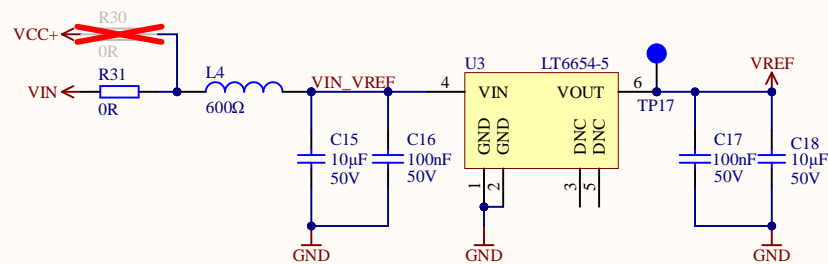 R30
VCC+
0R
VIN
R31
0R
L4
600Ω
VIN_VREF
4
U3
LT6654-5
VIN
VOUT
GND
GND
DNC
DNC
1
2
3
5
6
TP17
VREF
C15
10µF
50V
C16
100nF
50V
C17
100nF
50V
C18
10µF
50V
GND
GND
GND